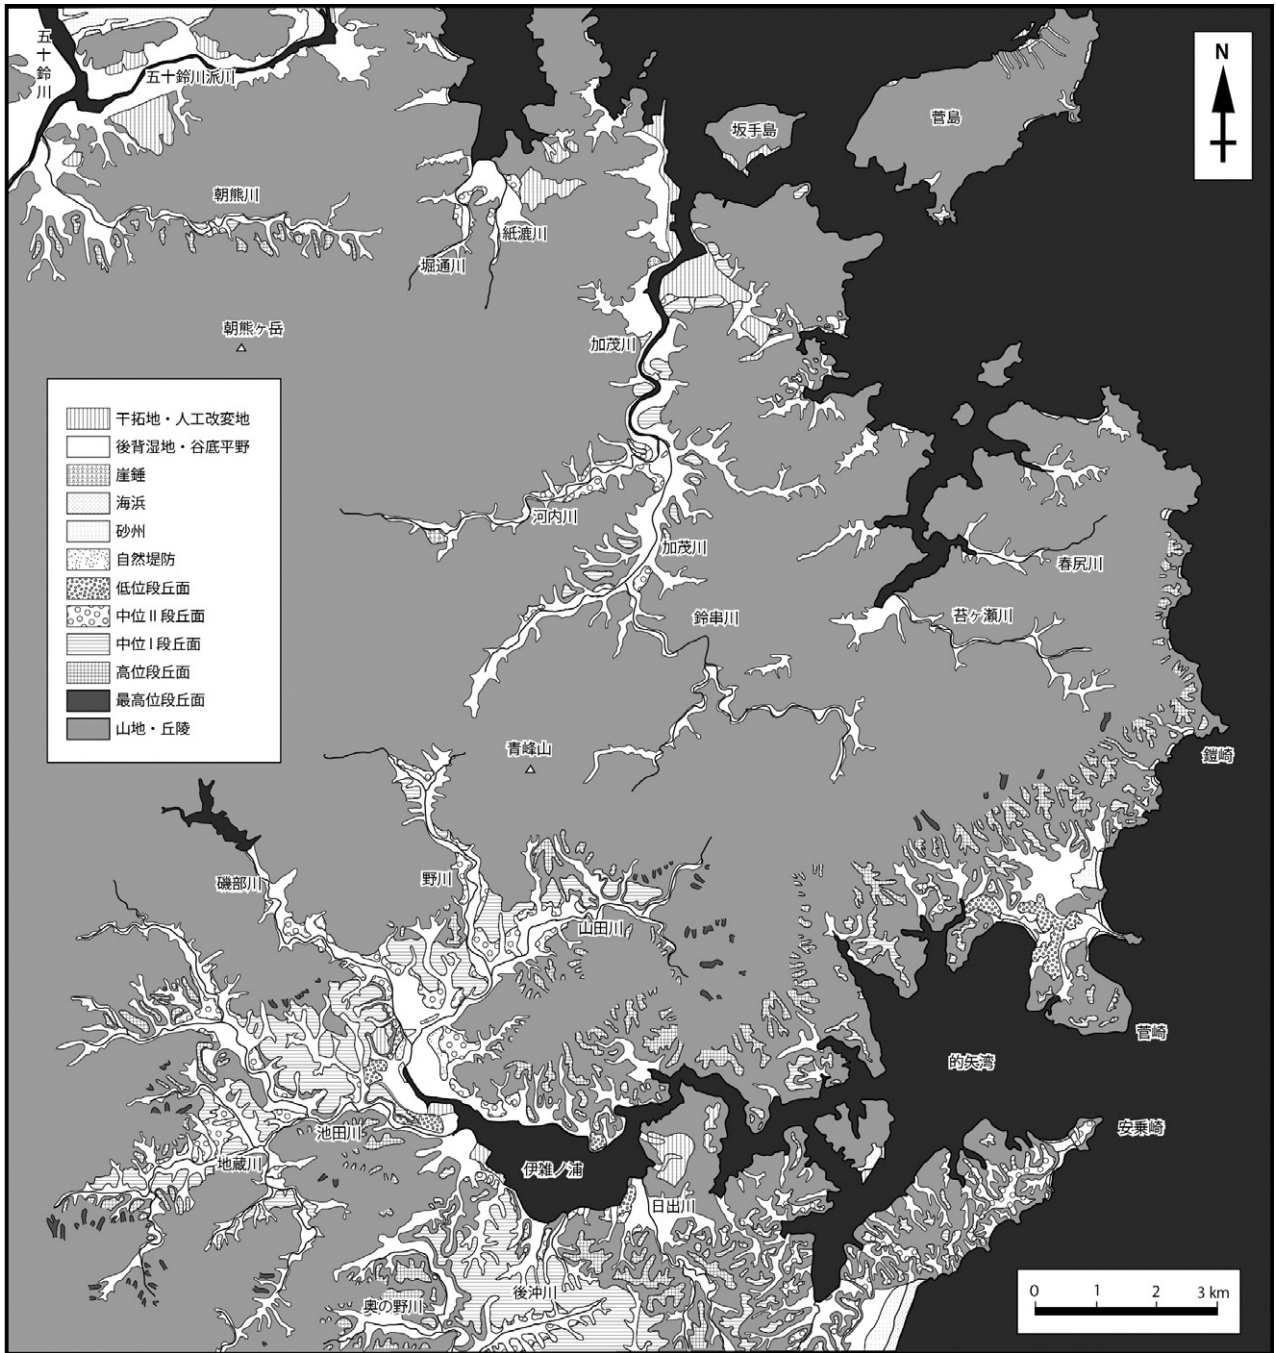 五十鈴川
五十鈴川派川
N
坂手島
菅島
朝熊川
紙漉川
堀通川
朝熊ヶ岳
加茂川
干拓地・人工改変地
後背湿地・谷底平野
崖錘
海浜
砂州
自然堤防
低位段丘面
中位Ⅱ段丘面
中位Ⅰ段丘面
高位段丘面
最高位段丘面
山地・丘陵
河内川
加茂川
春尻川
鈴串川
苔ヶ瀬川
青峰山
鎧崎
磯部川
野川
山田川
菅崎
的矢湾
安乗崎
池田川
地蔵川
伊雑ノ浦
日出川
後沖川
奥の野川
0 1 2 3 km